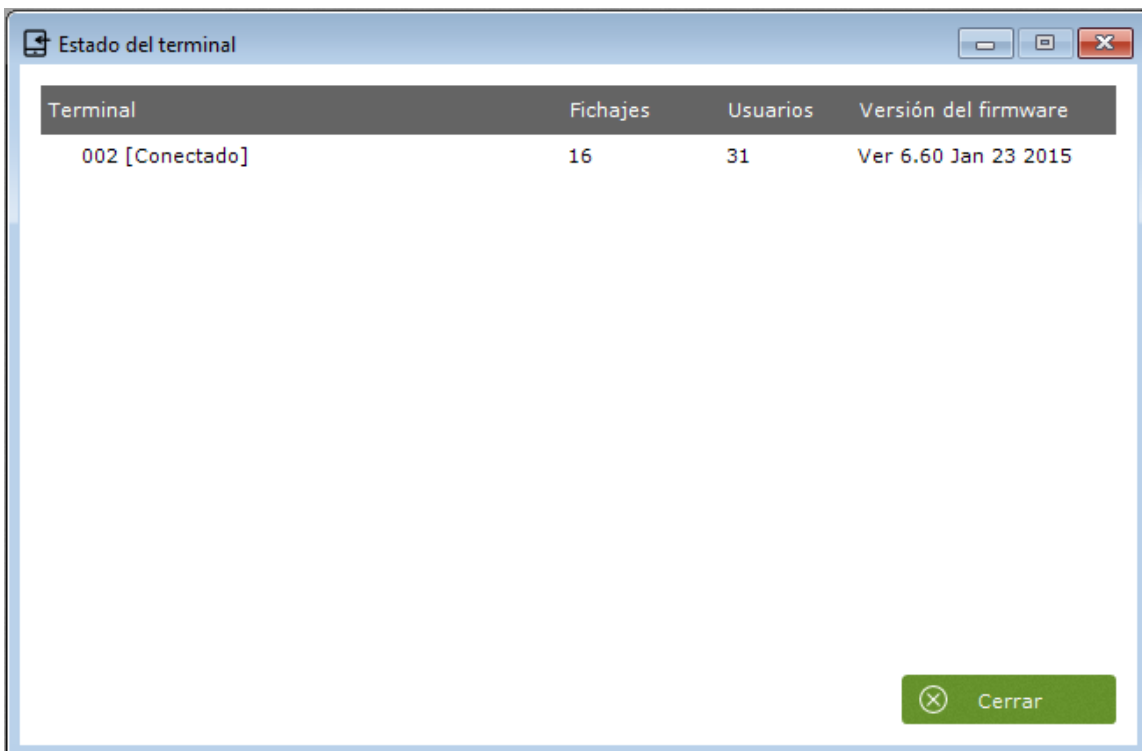 Estado del terminal
Terminal Fichajes Usuarios Versión del firmware
002 [Conectado] 16 31 Ver 6.60 Jan 23 2015
Cerrar